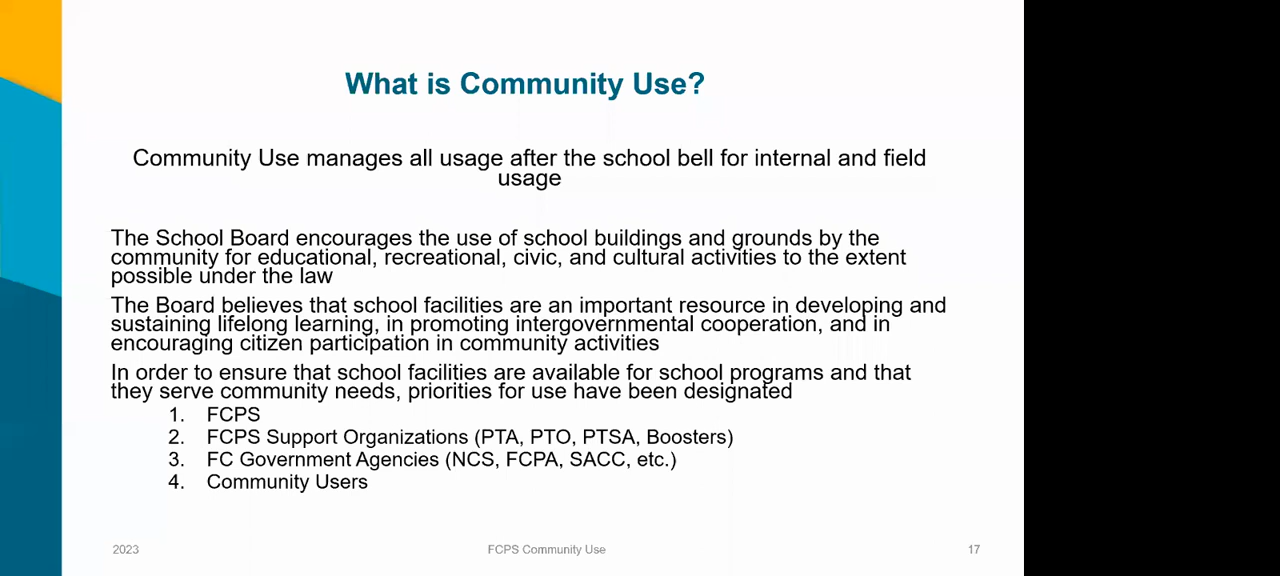 What is Community Use?
Community Use manages all usage after the school bell for internal and field
usage
The School Board encourages the use of school buildings and grounds by the
community for educational, recreational, civic, and cultural activities to the extent
possible under the law
The Board believes that school facilities are an important resource in developing and
sustaining lifelong learning, in promoting intergovernmental cooperation, and in
encouraging citizen participation in community activities
In order to ensure that school facilities are available for school programs and that
they serve community needs, priorities for use have been designated
1. FCPS
2. FCPS Support Organizations (PTA, PTO, PTSA, Boosters)
3. FC Government Agencies (NCS, FCPA, SACC, etc.)
4. Community Users
2023 FCPS Community Use 17